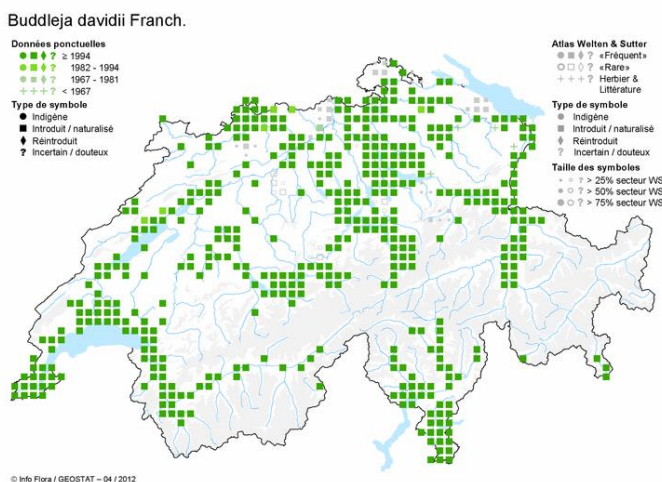 Buddleja davidii Franch.
Données ponctuelles
? ≥ 1994
? 1982 - 1994
? 1967 - 1981
+ + + ? < 1967
Type de symbole
Indigène
Introduit / naturalisé
Réintroduit
? Incertain / douteux
Atlas Welten & Sutter
? «Fréquent»
? «Rare»
+ + + Herbier &
Littérature
Type de symbole
Indigène
Introduit / naturalisé
Réintroduit
? Incertain / douteux
Taille des symboles
? > 25% secteur WS
? > 50% secteur WS
? > 75% secteur WS
© Info Flora / GEOSTAT – 04 / 2012